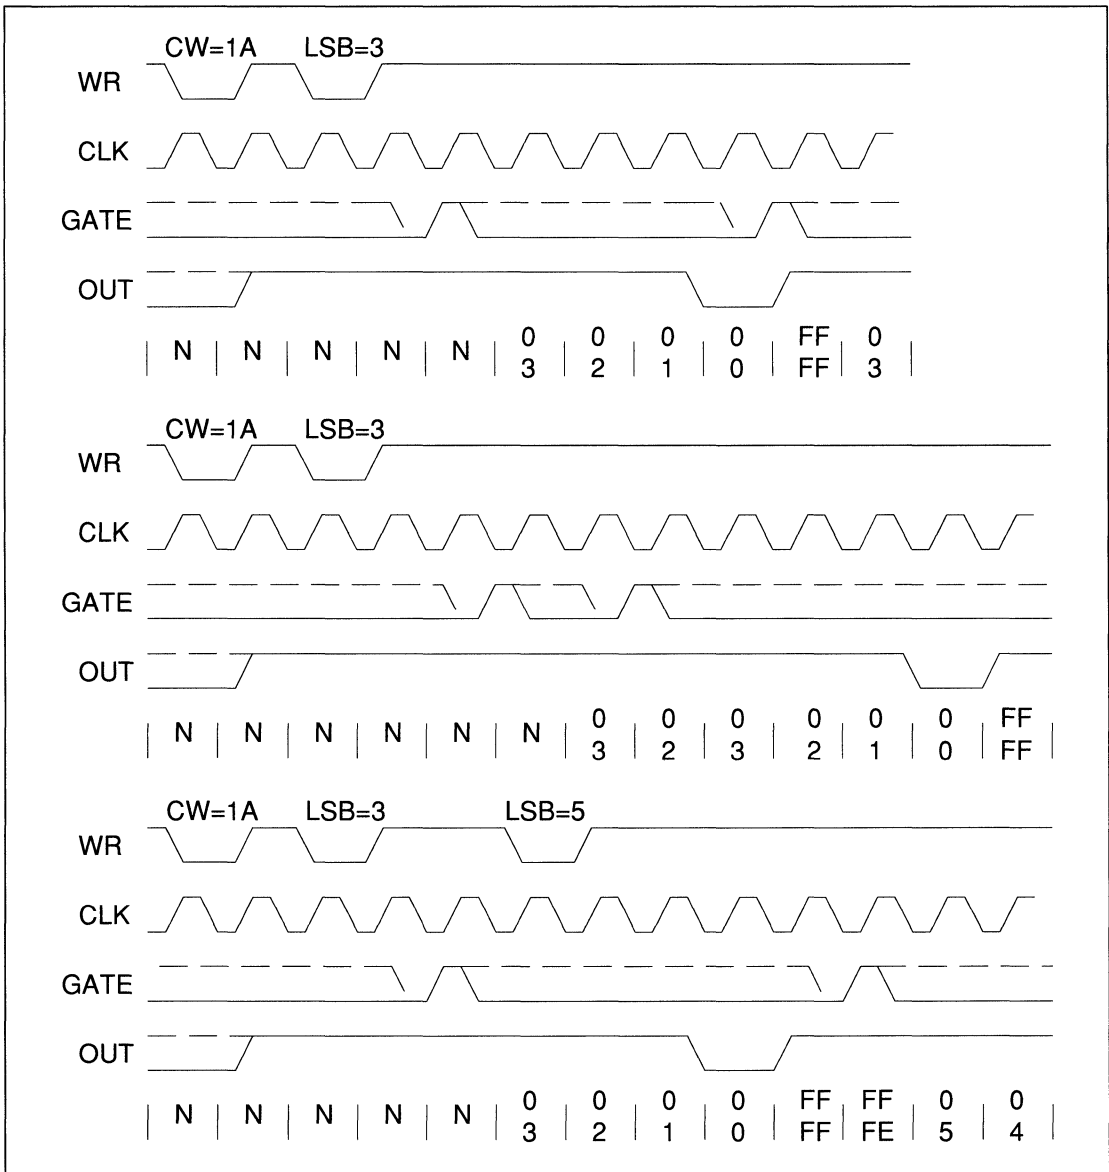 CW=1A LSB=3
WR
CLK
GATE
OUT
N N N N N 0 0 0 0 FF 0
3 2 1 0 FF 3
CW=1A LSB=3
WR
CLK
GATE
OUT
N N N N N N 0 0 0 0 0 0 FF
3 2 3 2 1 0 FF
CW=1A LSB=3 LSB=5
WR
CLK
GATE
OUT
N N N N N 0 0 0 0 FF FF 0 0
3 2 1 0 FF FE 5 4